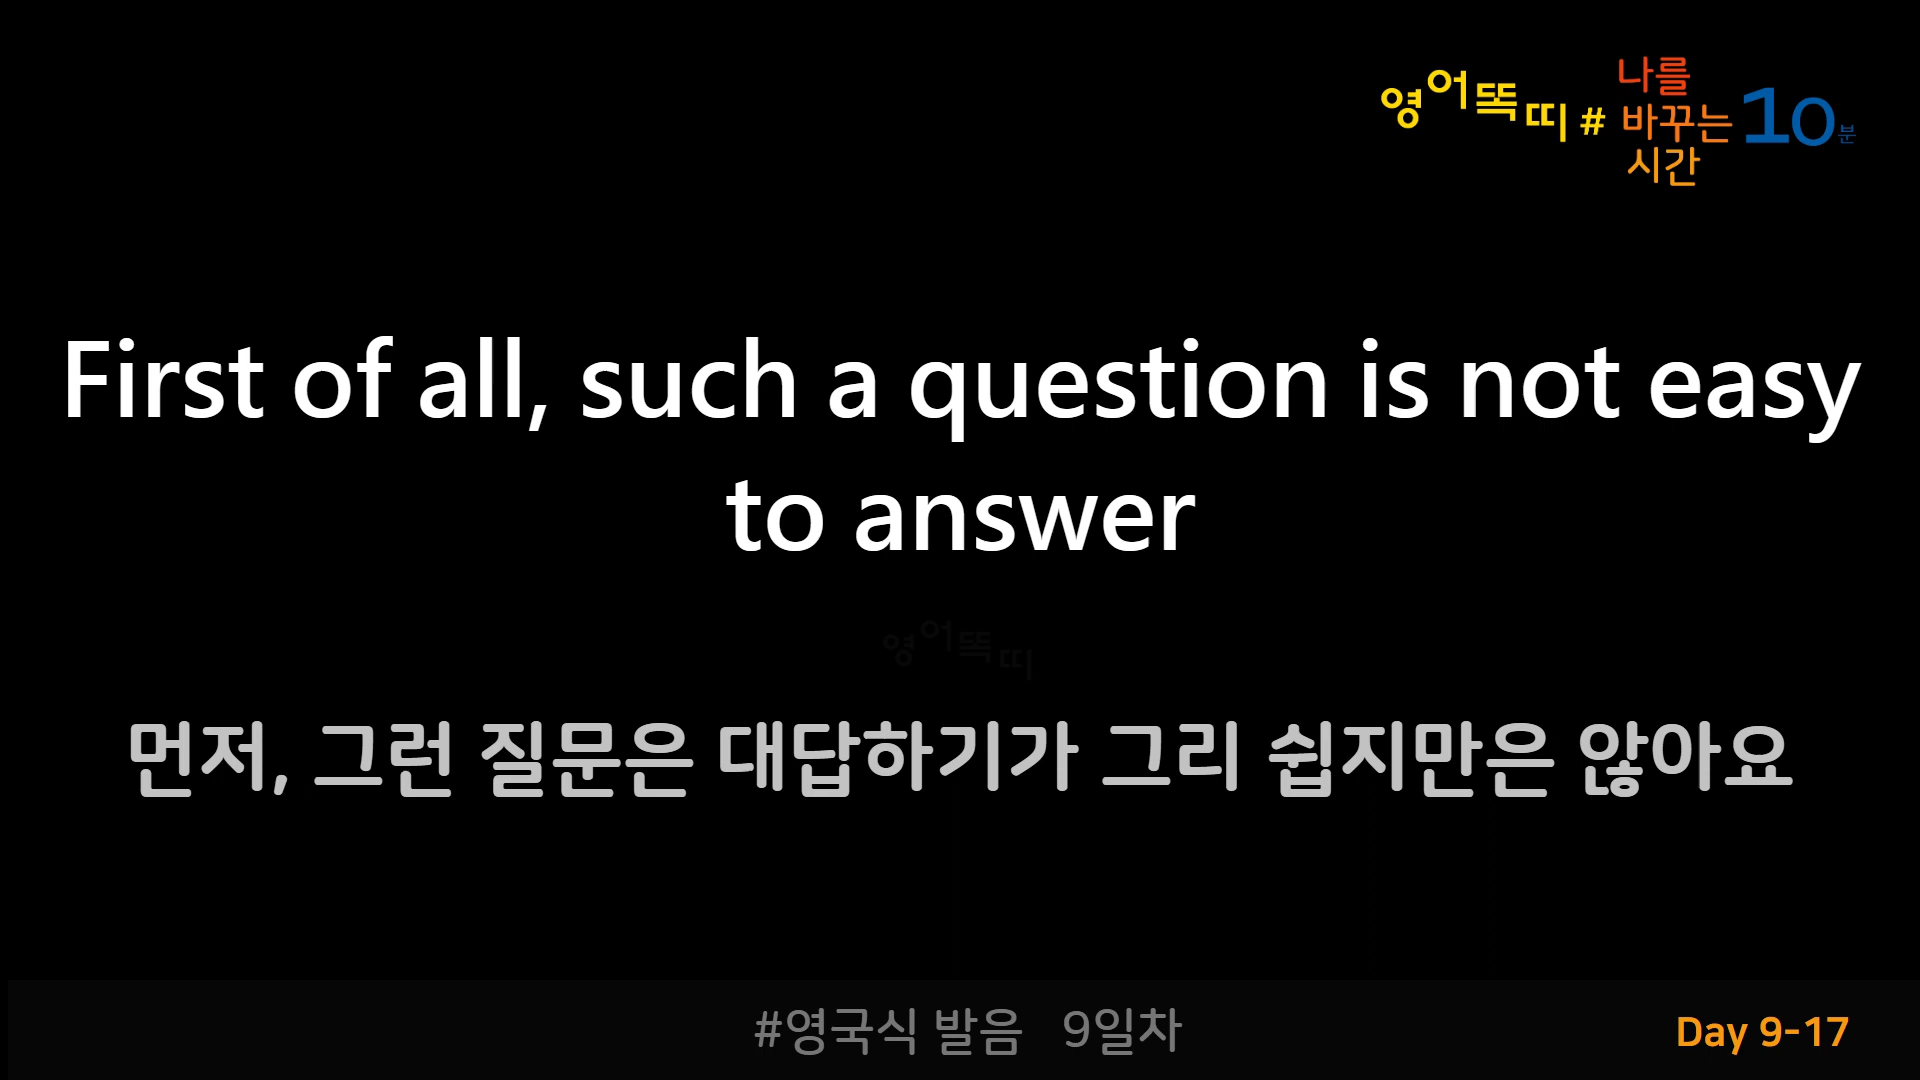 영어똑띠 # 나를
바꾸는 10분
시간
First of all, such a question is not easy
to answer
영어똑띠
먼저, 그런 질문은 대답하기가 그리 쉽지만은 않아요
#영국식 발음 9일차
Day 9-17